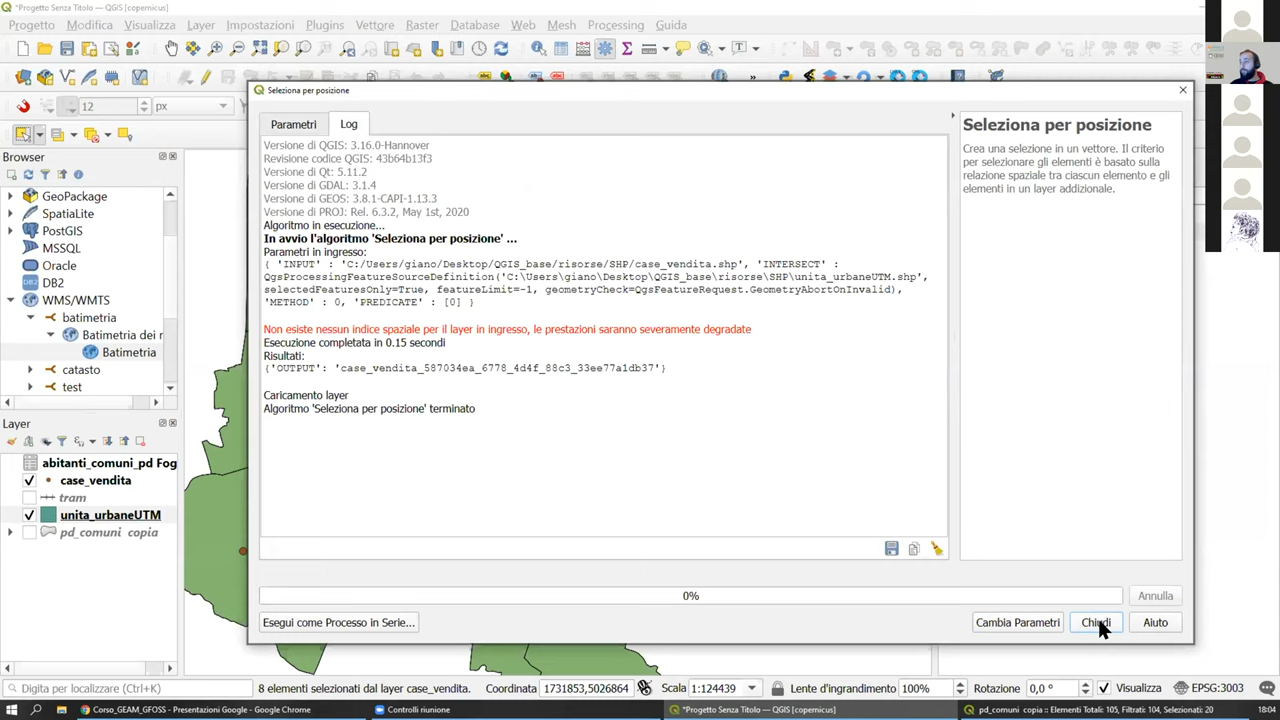 *Progetto Senza Titolo — QGIS [copernicus]
Progetto Modifica Visualizza Layer Impostazioni Plugins Vettore Raster Database Web Mesh Processing Guida
12 px
Seleziona per posizione
Parametri Log
Versione di QGIS: 3.16.0-Hannover
Revisione codice QGIS: 43b64b13f3
Versione di Qt: 5.11.2
Versione di GDAL: 3.1.4
Versione di GEOS: 3.8.1-CAPI-1.13.3
Versione di PROJ: Rel. 6.3.2, May 1st, 2020
Algoritmo in esecuzione...
In avvio l'algoritmo 'Seleziona per posizione' ...
Parametri in ingresso:
{ 'INPUT' : 'C:/Users/giano/Desktop/QGIS_base/risorse/SHP/case_vendita.shp', 'INTERSECT' :
QgsProcessingFeatureSourceDefinition('C:\Users\giano\Desktop\QGIS_base\risorse\SHP\unita_urbaneUTM.shp',
selectedFeaturesOnly=True, featureLimit=-1, geometryCheck=QgsFeatureRequest.GeometryAbortOnInvalid),
'METHOD' : 0, 'PREDICATE' : [0] }
Non esiste nessun indice spaziale per il layer in ingresso, le prestazioni saranno severamente degradate
Esecuzione completata in 0.15 secondi
Risultati:
{'OUTPUT': 'case_vendita_587034ea_6778_4d4f_88c3_33ee77a1db37'}
Caricamento layer
Algoritmo 'Seleziona per posizione' terminato
0%
Annulla
Esegui come Processo in Serie...
Cambia Parametri
Chiudi
Aiuto
Seleziona per posizione
Crea una selezione in un vettore. Il criterio
per selezionare gli elementi è basato sulla
relazione spaziale tra ciascun elemento e gli
elementi in un layer addizionale.
Browser
GeoPackage
SpatiaLite
PostGIS
MSSQL
Oracle
DB2
WMS/WMTS
batimetria
Batimetria dei r
Batimetria
catasto
test
Layer
abitanti_comuni_pd Fog
case_vendita
tram
unita_urbaneUTM
pd_comuni copia
Digita per localizzare (Ctrl+K)
8 elementi selezionati dal layer case_vendita.
Coordinata 1731853,5026864
Scala 1:124439
Lente d'ingrandimento 100%
Rotazione 0,0 °
Visualizza
EPSG:3003
Corso_GEAM_GFOSS - Presentazioni Google - Google Chrome
Controlli riunione
*Progetto Senza Titolo — QGIS [copernicus]
pd_comuni copia :: Elementi Totali: 105, Filtrati: 104, Selezionati: 20
18:04